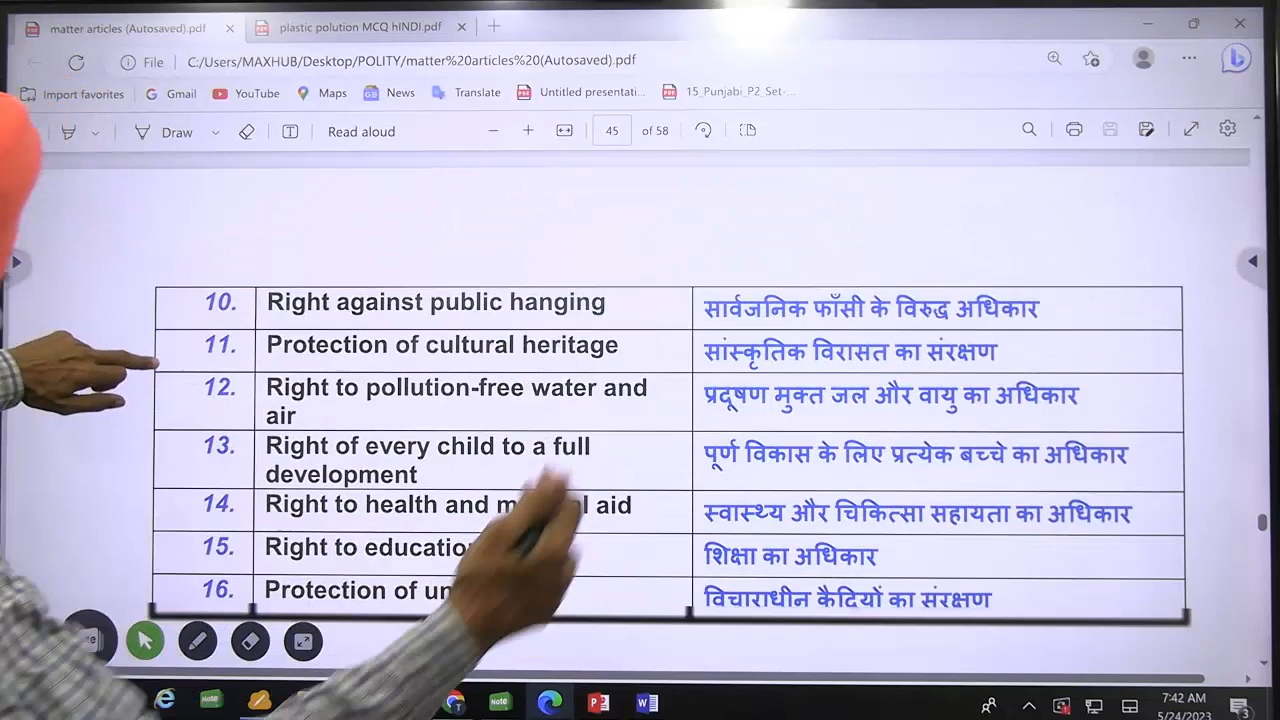 matter articles (Autosaved).pdf
plastic polution MCQ hINDI.pdf
File
C:/Users/MAXHUB/Desktop/POLITY/matter%20articles%20(Autosaved).pdf
Import favorites
Gmail
YouTube
Maps
News
Translate
Untitled presentati...
15_Punjabi_P2_Set-...
Draw
Read aloud
45
of 58
10. Right against public hanging सार्वजनिक फाँसी के विरुद्ध अधिकार
11. Protection of cultural heritage सांस्कृतिक विरासत का संरक्षण
12. Right to pollution-free water and प्रदूषण मुक्त जल और वायु का अधिकार
air
13. Right of every child to a full पूर्ण विकास के लिए प्रत्येक बच्चे का अधिकार
development
14. Right to health and aid स्वास्थ्य और चिकित्सा सहायता का अधिकार
15. Right to शिक्षा का अधिकार
16. Protection of विचाराधीन कैदियों का संरक्षण
Note
Note
7:42 AM
5/24/2023